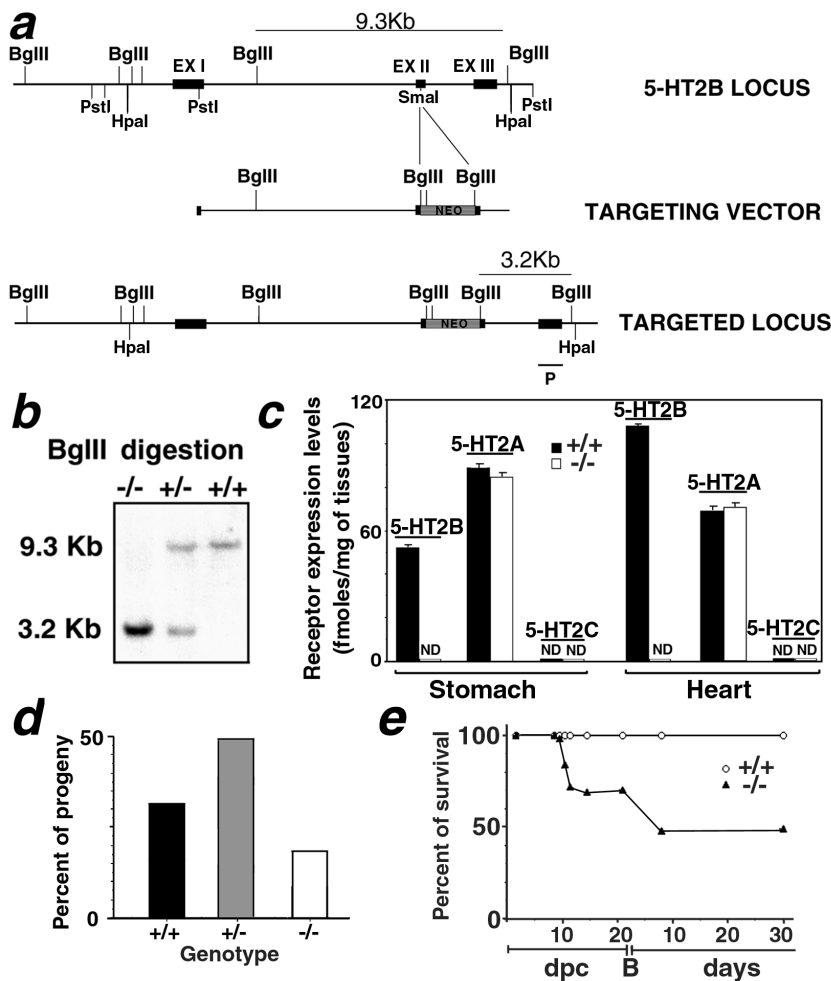 a
9.3Kb
BglII BglII EX I BglII EX II EX III BglII
PstI HpaI PstI SmaI HpaI PstI
5-HT2B LOCUS
BglII BglII BglII
NEO
TARGETING VECTOR
3.2Kb
BglII BglII BglII BglII BglII BglII
NEO
TARGETED LOCUS
HpaI HpaI
P
b
BglII digestion
-/- +/- +/+
9.3 Kb
3.2 Kb
c
Receptor expression levels
(fmoles/mg of tissues)
120
60
0
5-HT2B
5-HT2A
5-HT2C
ND
ND ND
+/+
-/-
5-HT2B
5-HT2A
5-HT2C
ND
ND ND
Stomach Heart
d
Percent of progeny
50
0
+/+ +/- -/-
Genotype
e
Percent of survival
100
50
0
+/+
-/-
10 20 10 20 30
dpc B days